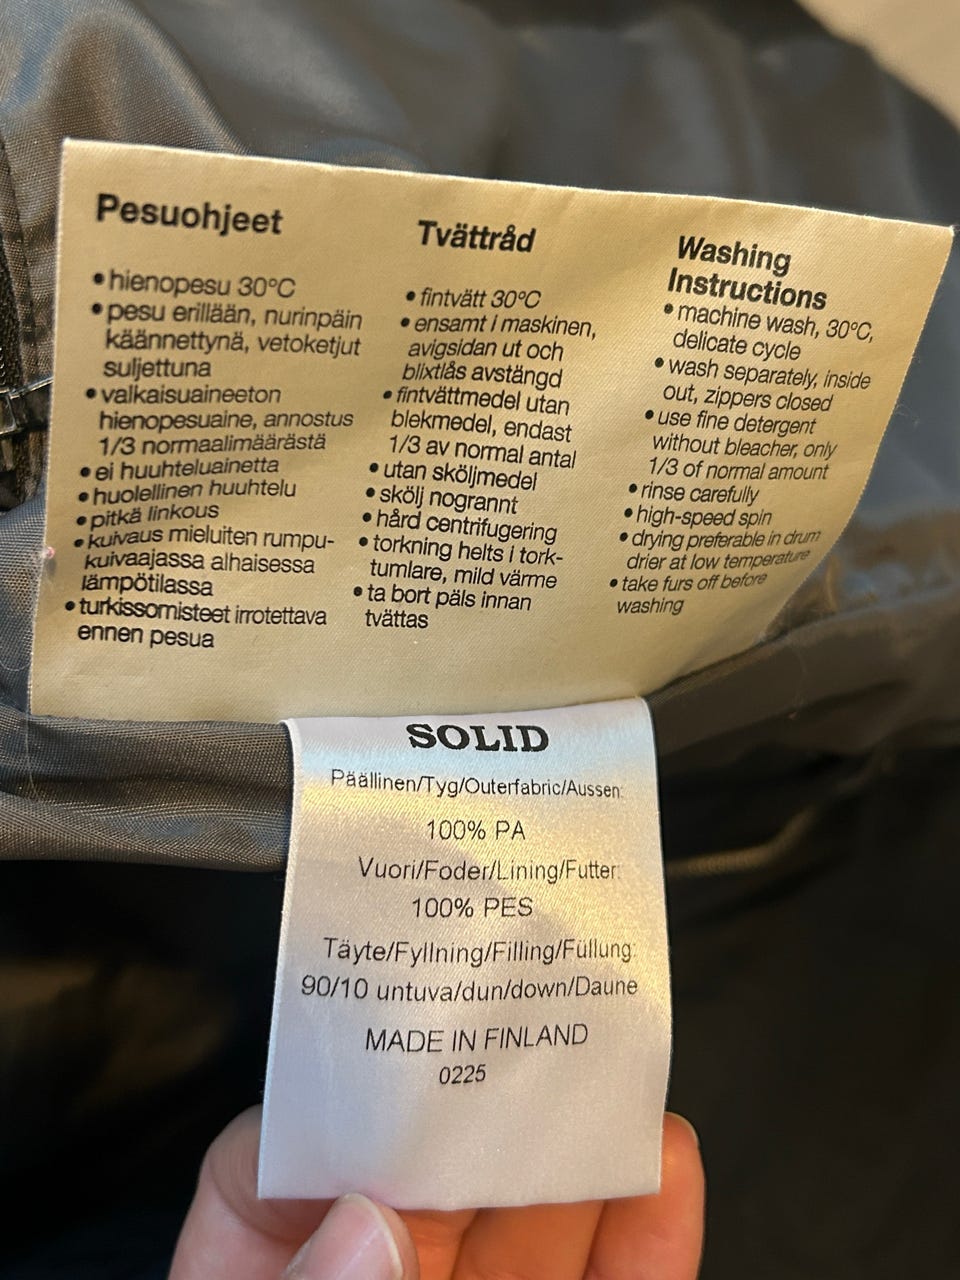 Pesuohjeet
• hienopesu 30°C
• pesu erillään, nurinpäin
käännettynä, vetoketjut
suljettuna
• valkaisuaineeton
hienopesuaine, annostus
1/3 normaalimäärästä
• ei huuhteluainetta
• huolellinen huuhtelu
• pitkä linkous
• kuivaus mieluiten rumpu-
kuivaajassa alhaisessa
lämpötilassa
• turkissomisteet irrotettava
ennen pesua
Tvättråd
• fintvätt 30°C
• ensamt i maskinen,
avigsidan ut och
blixtlås avstängd
• fintvättmedel utan
blekmedel, endast
1/3 av normal antal
• utan sköljmedel
• skölj nogrannt
• hård centrifugering
• torkning helts i tork-
tumlare, mild värme
• ta bort päls innan
tvättas
Washing
Instructions
• machine wash, 30°C,
delicate cycle
• wash separately, inside
out, zippers closed
• use fine detergent
without bleacher, only
1/3 of normal amount
• rinse carefully
• high-speed spin
• drying preferable in drum
drier at low temperature
• take furs off before
washing
SOLID
Päällinen/Tyg/Outerfabric/Aussen:
100% PA
Vuori/Foder/Lining/Futter:
100% PES
Täyte/Fyllning/Filling/Füllung:
90/10 untuva/dun/down/Daune
MADE IN FINLAND
0225